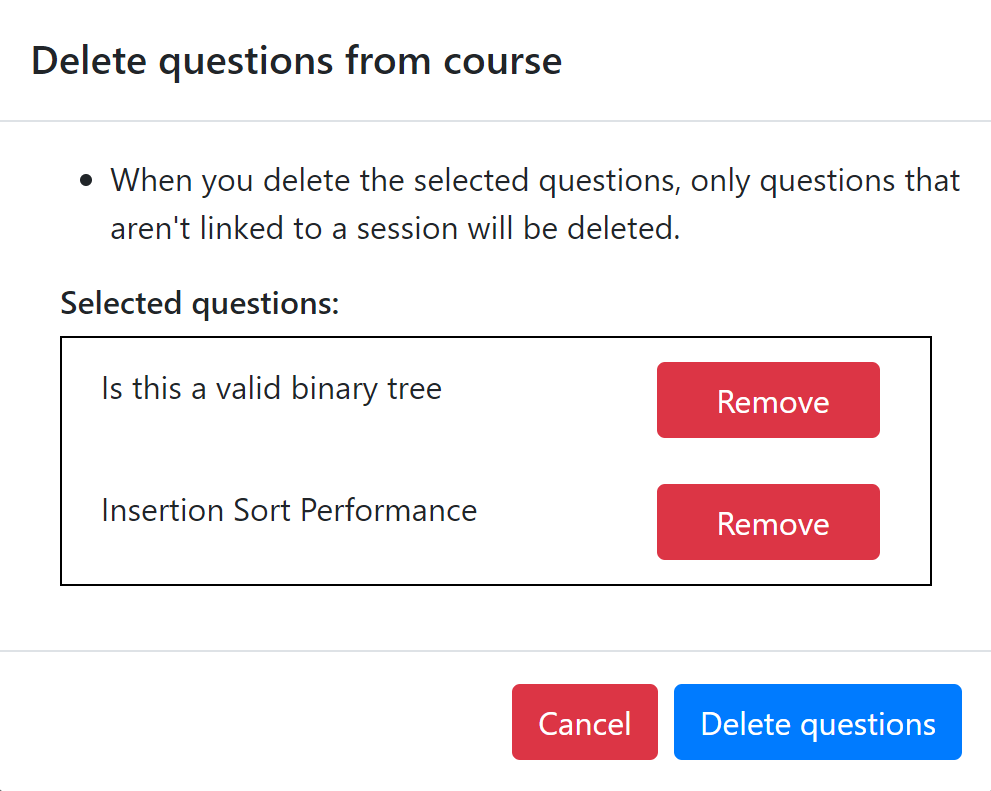 Delete questions from course
When you delete the selected questions, only questions that
aren't linked to a session will be deleted.
Selected questions:
Is this a valid binary tree
Remove
Insertion Sort Performance
Remove
Cancel
Delete questions